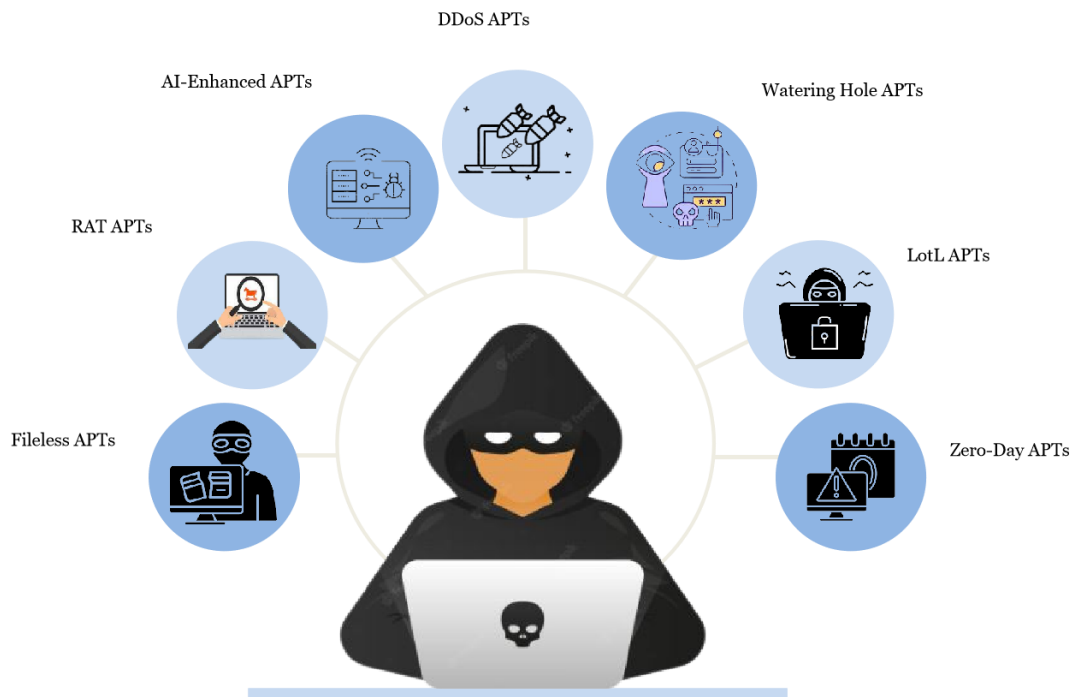 DDoS APTs
AI-Enhanced APTs
Watering Hole APTs
RAT APTs
LotL APTs
Fileless APTs
Zero-Day APTs
***